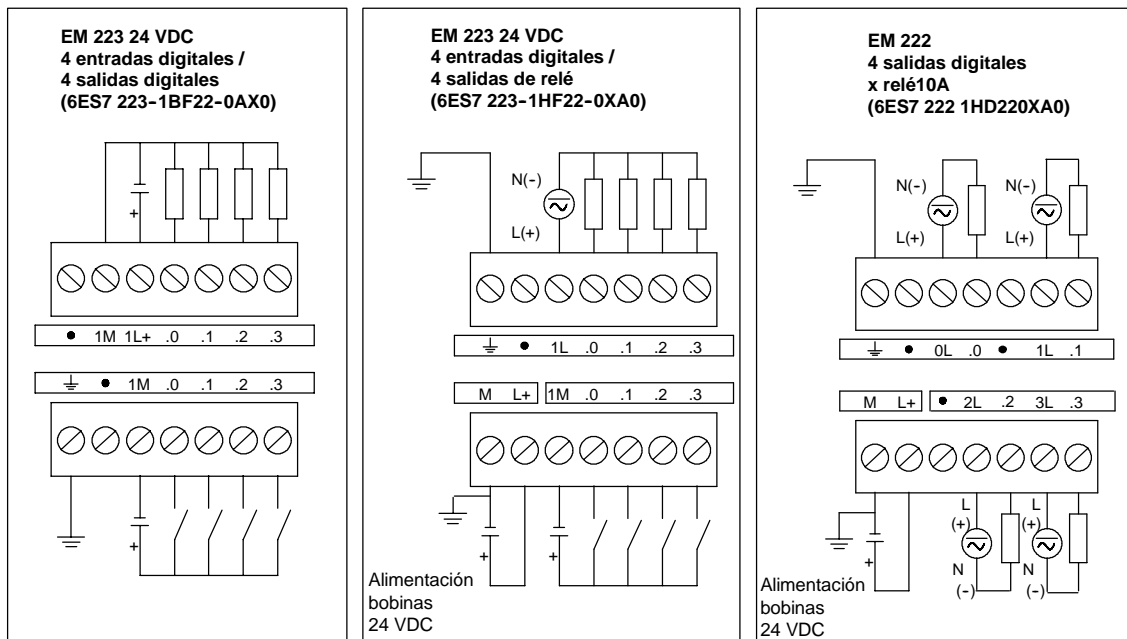 EM 223 24 VDC
4 entradas digitales /
4 salidas digitales
(6ES7 223-1BF22-0AX0)
+
● 1M 1L+ .0 .1 .2 .3
⏚ ● 1M .0 .1 .2 .3
+
EM 223 24 VDC
4 entradas digitales /
4 salidas de relé
(6ES7 223-1HF22-0XA0)
N(-)
L(+)
⏚ ● 1L .0 .1 .2 .3
M L+ 1M .0 .1 .2 .3
+ +
Alimentación
bobinas
24 VDC
EM 222
4 salidas digitales
x relé10A
(6ES7 222 1HD220XA0)
N(-) N(-)
L(+) L(+)
⏚ ● 0L .0 ● 1L .1
M L+ ● 2L .2 3L .3
L L
(+) (+)
+
N N
(-) (-)
Alimentación
bobinas
24 VDC